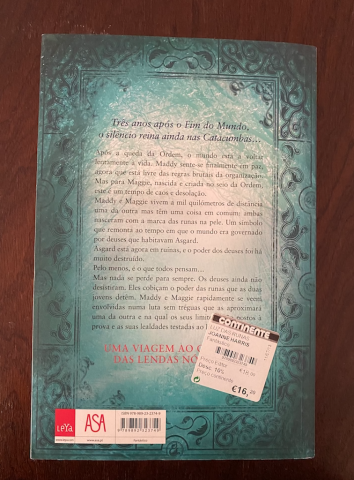 Três anos após o Fim do Mundo,
o silêncio reina ainda nas Catacumbas...
Após a queda da Ordem, o mundo está a voltar
lentamente à vida. Maddy sente-se finalmente em paz,
agora que está livre das regras brutais da organização.
Mas para Maggie, nascida e criada no seio da Ordem,
este é um tempo de caos e desolação.
Maddy e Maggie vivem a mil quilómetros de distância
uma da outra mas têm uma coisa em comum: ambas
nasceram com a marca das runas na pele. Um símbolo
que remonta ao tempo em que o mundo era governado
por deuses que habitavam Asgard.
Asgard está agora em ruínas, e o poder dos deuses há
muito destruído.
Pelo menos, é o que todos pensam...
Mas nada se perde para sempre. Os deuses ainda não
desistiram. Eles cobiçam o poder das runas que as duas
jovens detêm. Maddy e Maggie rapidamente se veem
envolvidas numa luta sem tréguas que as aproximará
uma da outra e na qual os seus
prova e as suas lealdades testadas ao
UMA VIAGEM AO
DAS LENDAS
CONTINENTE
JOANNE HARRIS
Fantástico
Desc. 10%
Preço Continente
€16,
LeYa
ASA